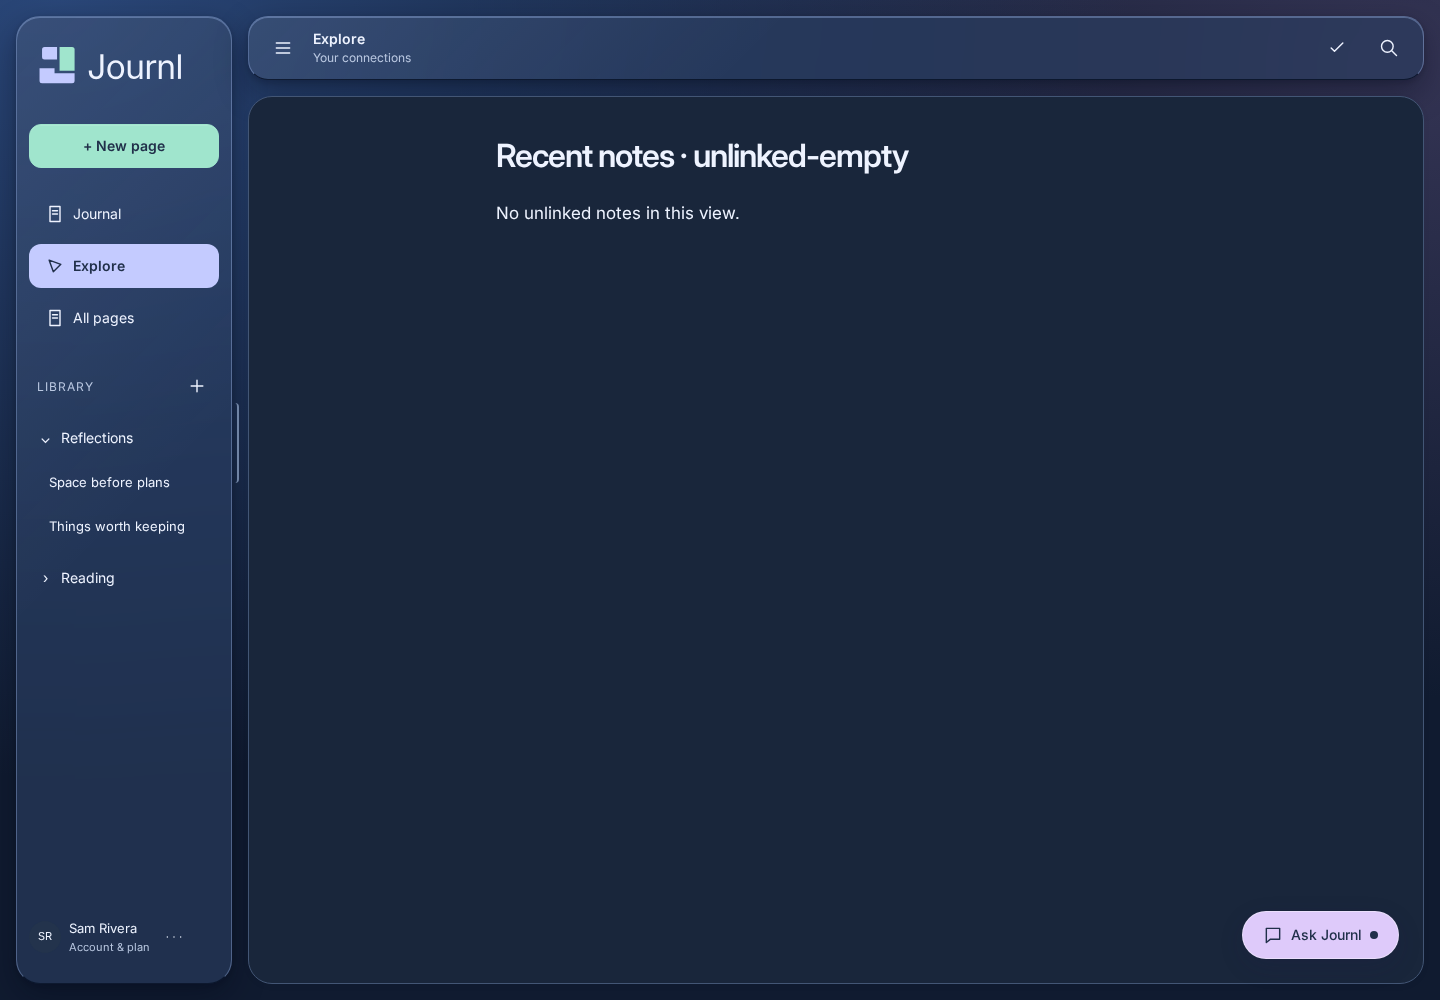 Journl
+ New page
Journal
Explore
All pages
LIBRARY
Reflections
Space before plans
Things worth keeping
Reading
SR
Sam Rivera
Account & plan
Explore
Your connections
Recent notes · unlinked-empty
No unlinked notes in this view.
Ask Journl